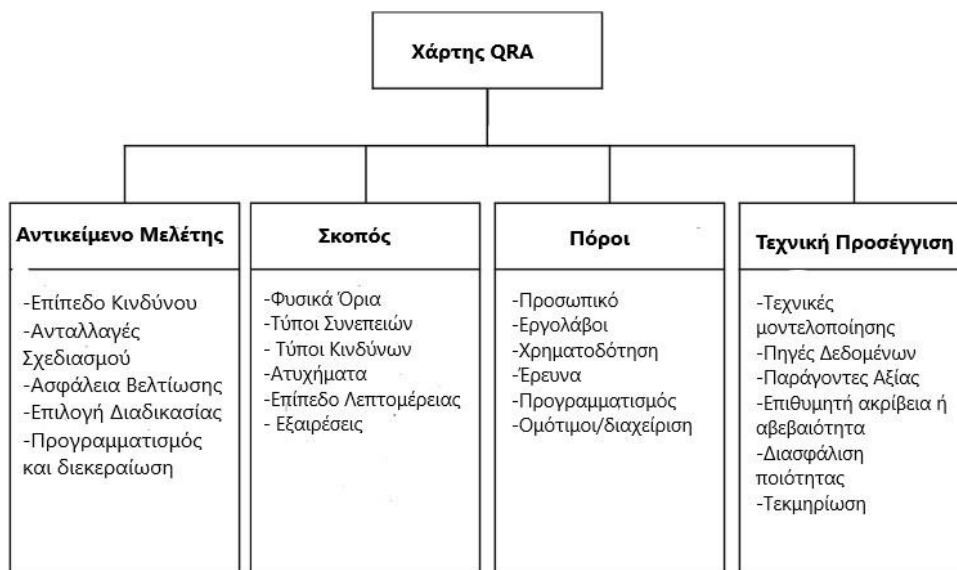 Χάρτης QRA
Αντικείμενο Μελέτης
-Επίπεδο Κινδύνου
-Ανταλλαγές
Σχεδιασμού
-Ασφάλεια Βελτίωσης
-Επιλογή Διαδικασίας
-Προγραμματισμός
και διεκεραίωση
Σκοπός
-Φυσικά Όρια
-Τύποι Συνεπειών
- Τύποι Κινδύνων
-Ατυχήματα
-Επίπεδο Λεπτομέρειας
- Εξαιρέσεις
Πόροι
-Προσωπικό
-Εργολάβοι
-Χρηματοδότηση
-Έρευνα
-Προγραμματισμός
-Ομότιμοι/διαχείριση
Τεχνική Προσέγγιση
-Τεχνικές
μοντελοποίησης
-Πηγές Δεδομένων
-Παράγοντες Αξίας
-Επιθυμητή ακρίβεια ή
αβεβαιότητα
-Διασφάλιση
ποιότητας
-Τεκμηρίωση